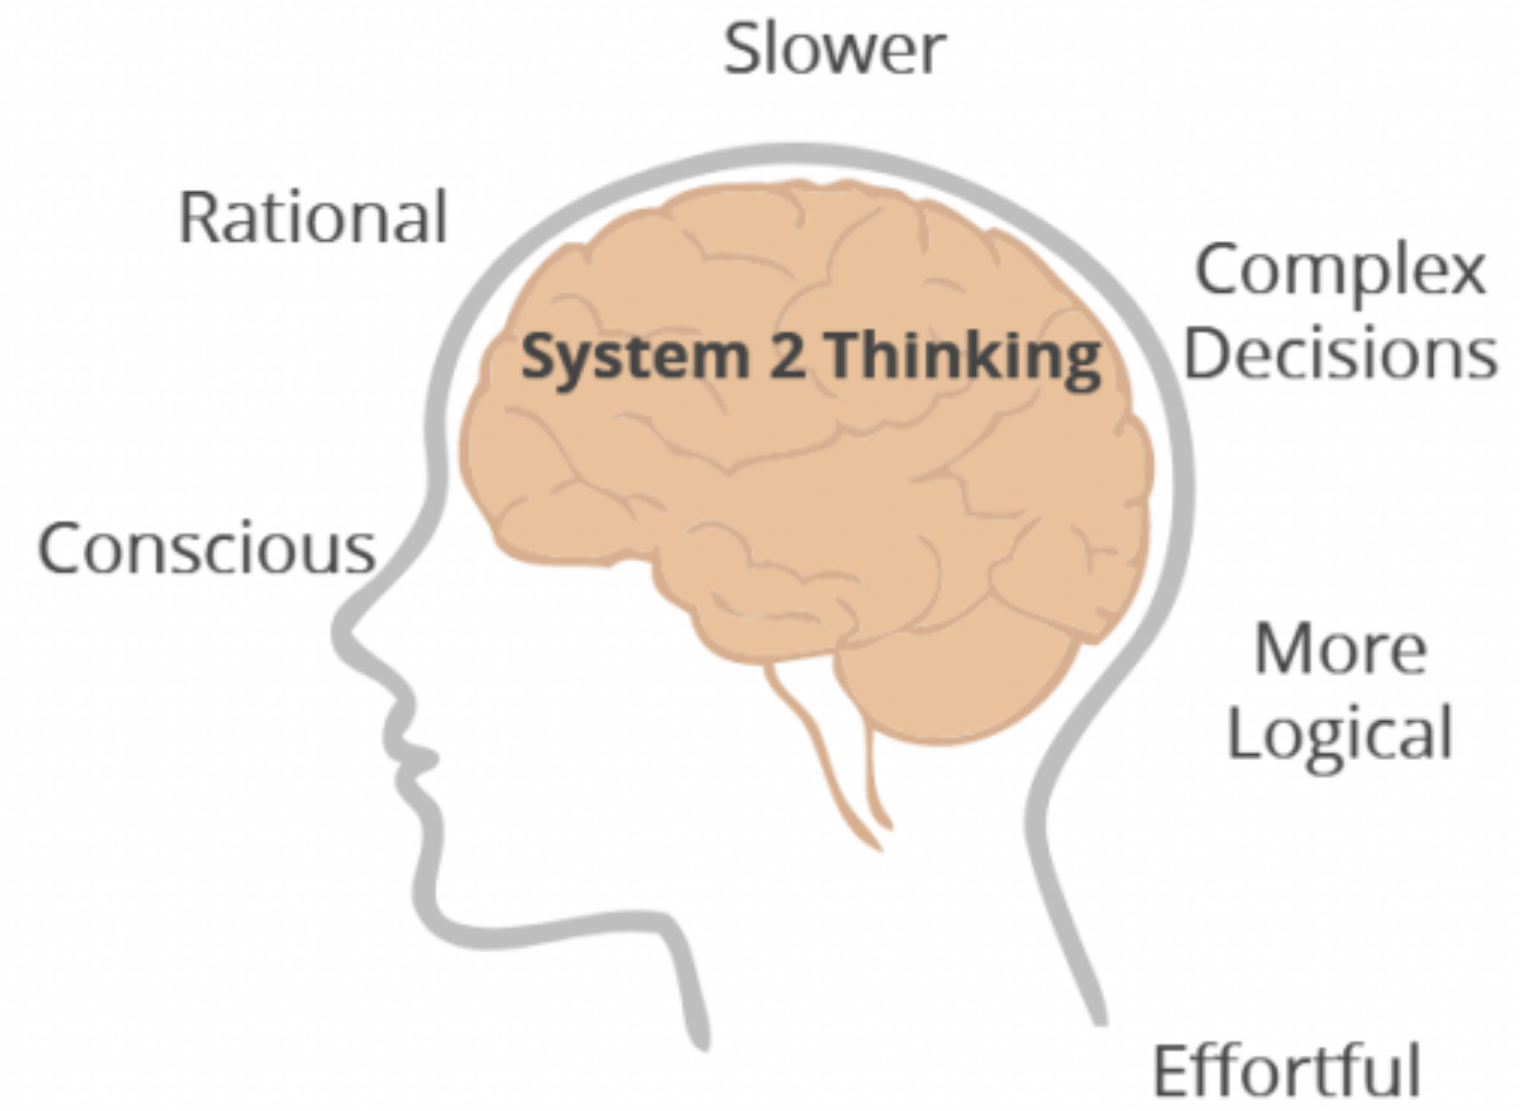 Slower
Rational
Complex
Decisions
System 2 Thinking
Conscious
More
Logical
Effortful